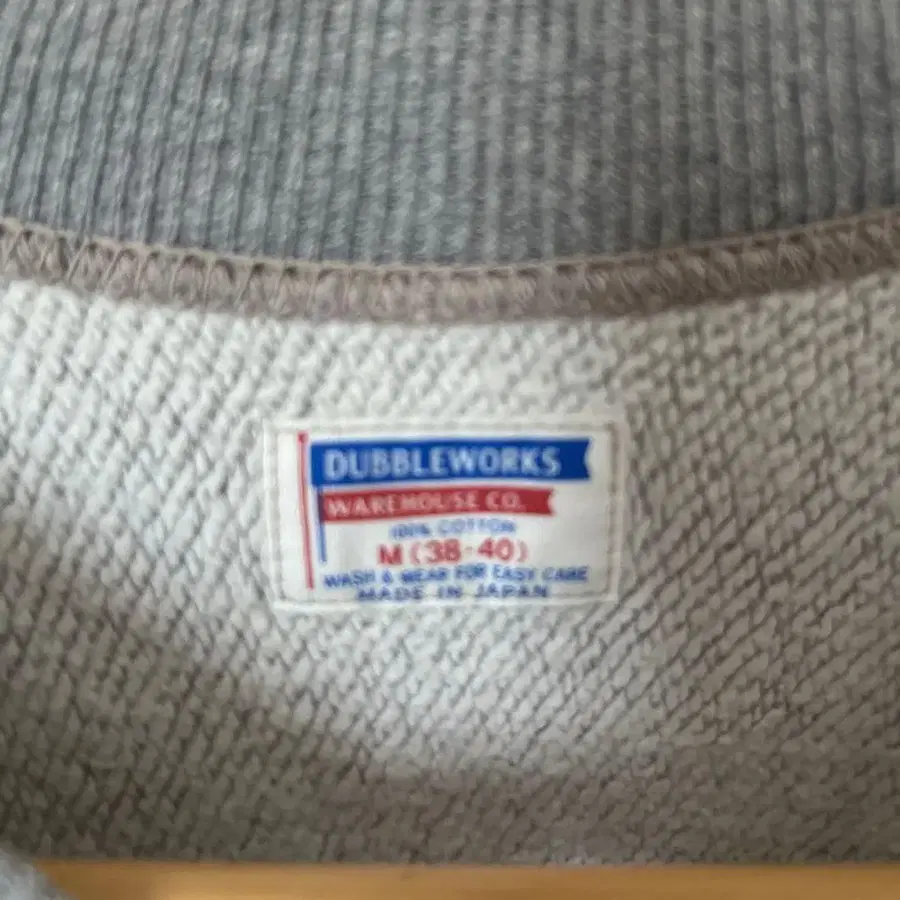 DUBBLEWORKS
WAREHOUSE CO.
100% COTTON
M (38-40)
WASH & WEAR FOR EASY CARE
MADE IN JAPAN